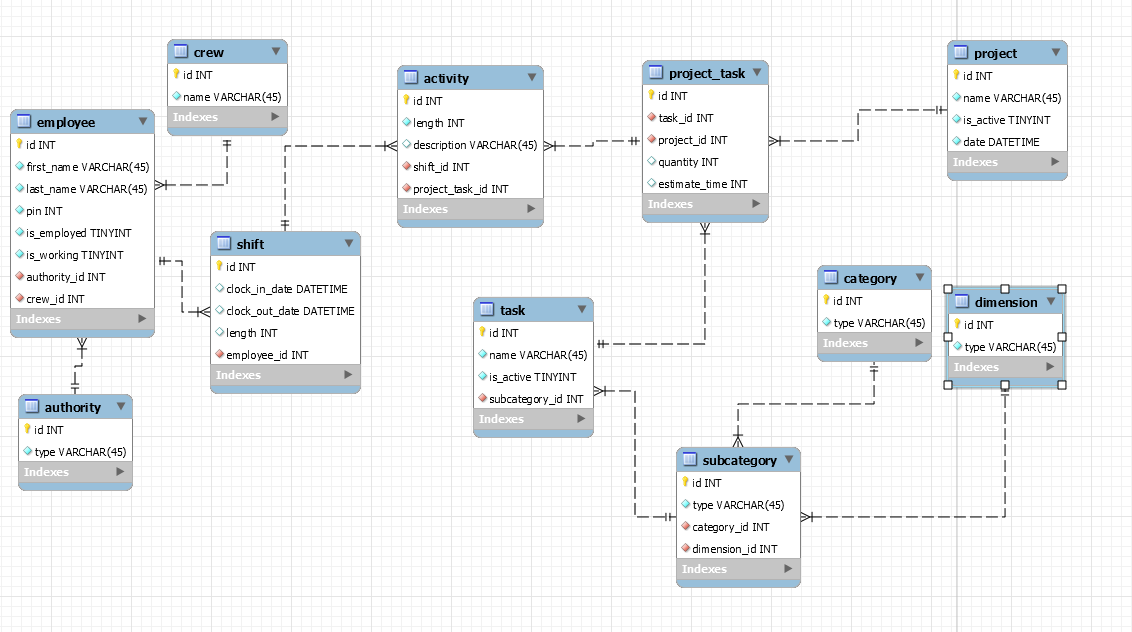 crew
id INT
name VARCHAR(45)
Indexes
employee
id INT
first_name VARCHAR(45)
last_name VARCHAR(45)
pin INT
is_employed TINYINT
is_working TINYINT
authority_id INT
crew_id INT
Indexes
authority
id INT
type VARCHAR(45)
Indexes
shift
id INT
clock_in_date DATETIME
clock_out_date DATETIME
length INT
employee_id INT
Indexes
activity
id INT
length INT
description VARCHAR(45)
shift_id INT
project_task_id INT
Indexes
project_task
id INT
task_id INT
project_id INT
quantity INT
estimate_time INT
Indexes
project
id INT
name VARCHAR(45)
is_active TINYINT
date DATETIME
Indexes
task
id INT
name VARCHAR(45)
is_active TINYINT
subcategory_id INT
Indexes
category
id INT
type VARCHAR(45)
Indexes
dimension
id INT
type VARCHAR(45)
Indexes
subcategory
id INT
type VARCHAR(45)
category_id INT
dimension_id INT
Indexes